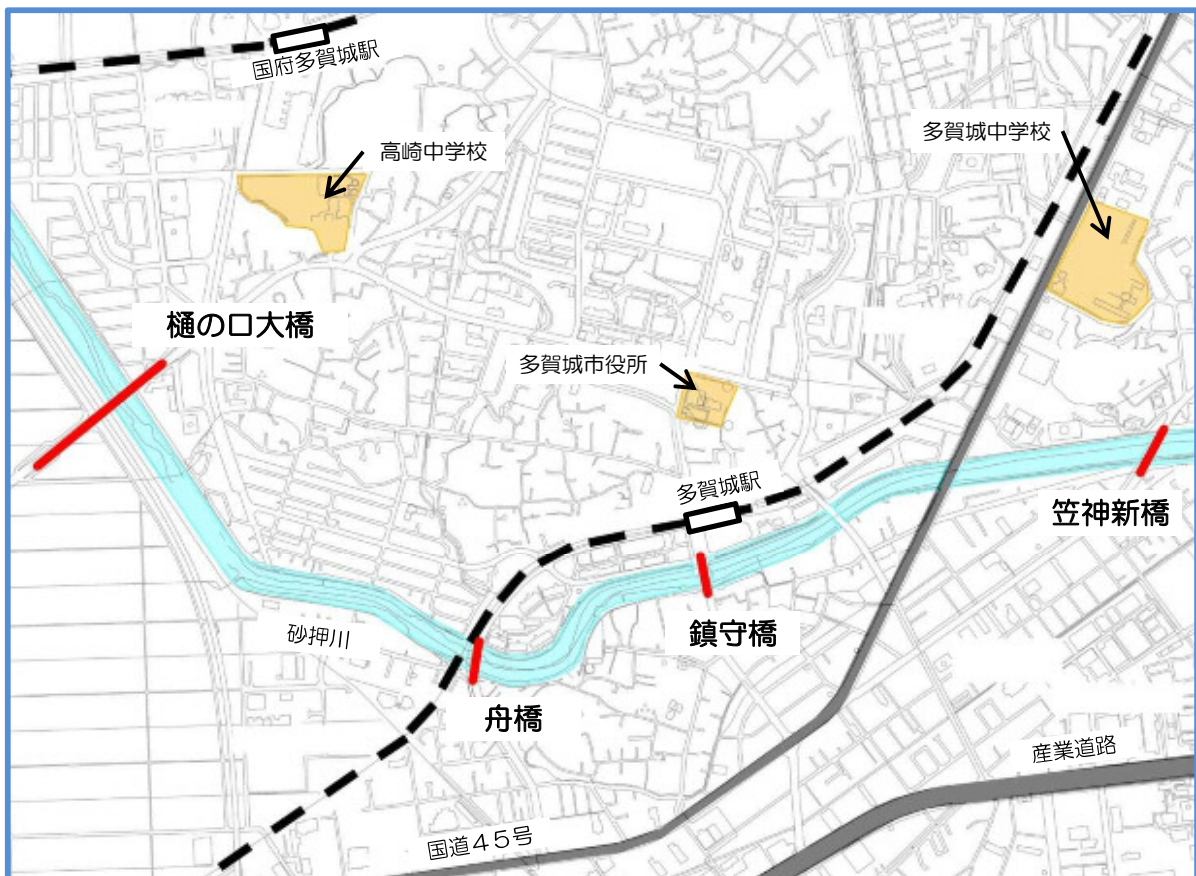 国府多賀城駅
高崎中学校
多賀城中学校
樋の口大橋
多賀城市役所
多賀城駅
笠神新橋
鎮守橋
砂押川
舟橋
産業道路
国道45号